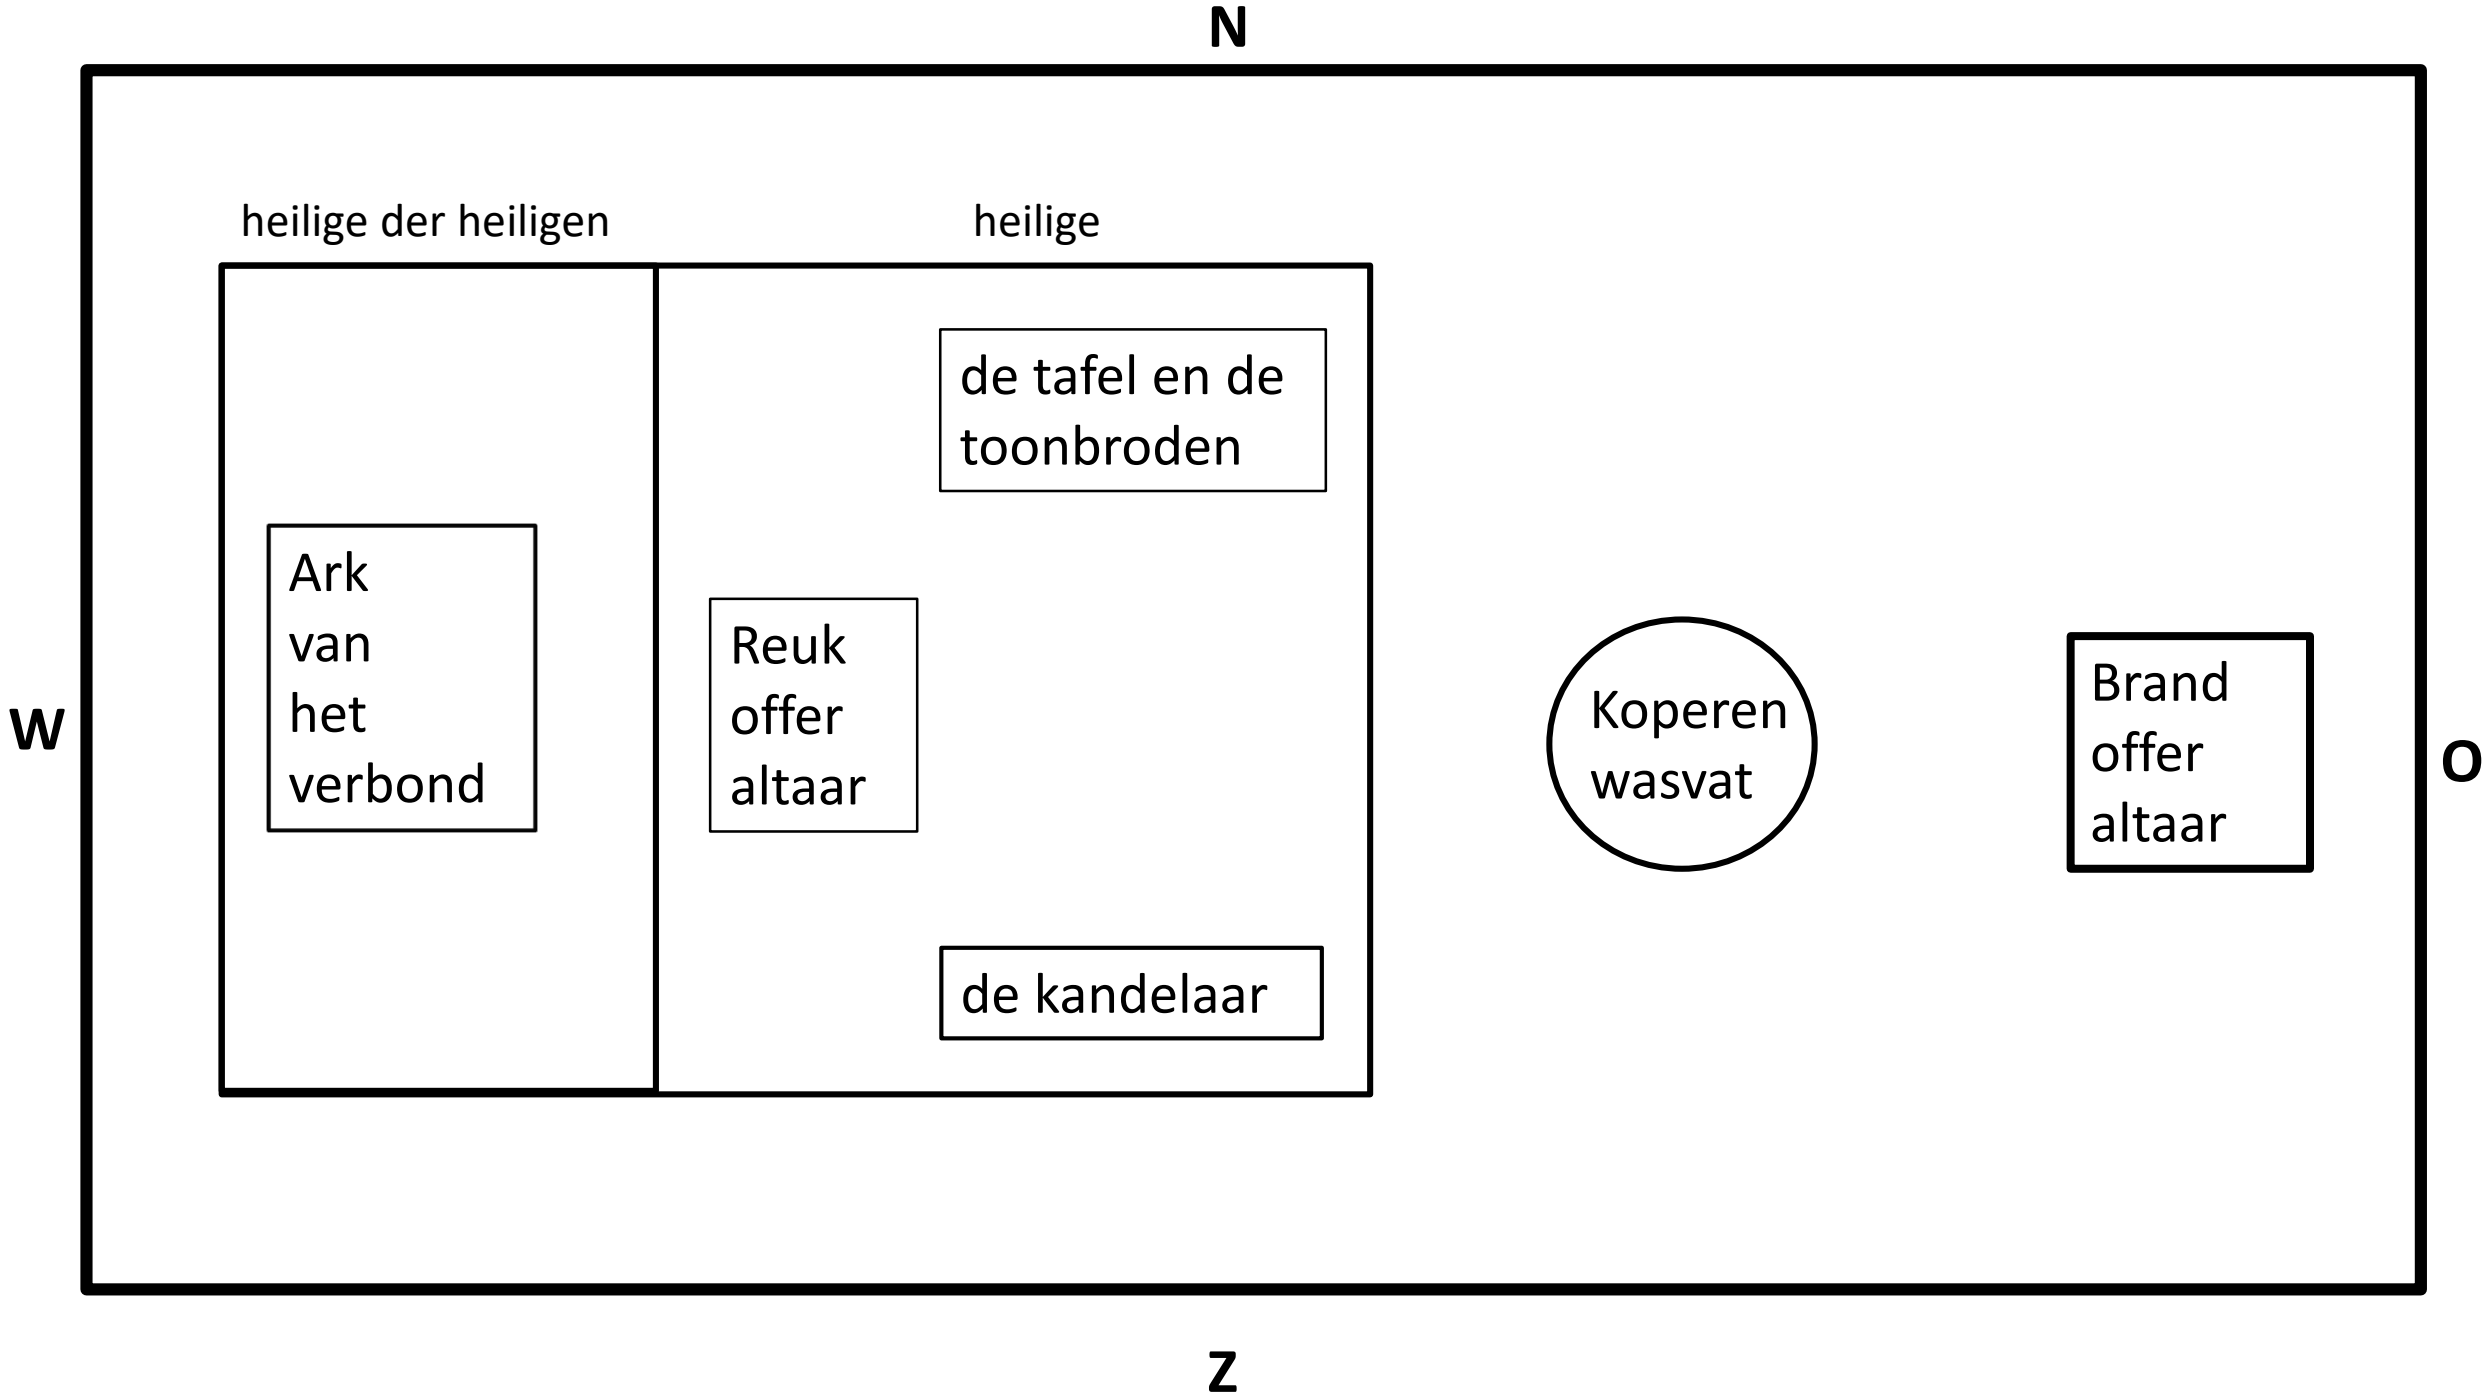 N
heilige der heiligen
heilige
de tafel en de
toonbroden
Ark
van
het
verbond
Reuk
offer
altaar
Koperen
wasvat
Brand
offer
altaar
W
O
de kandelaar
Z